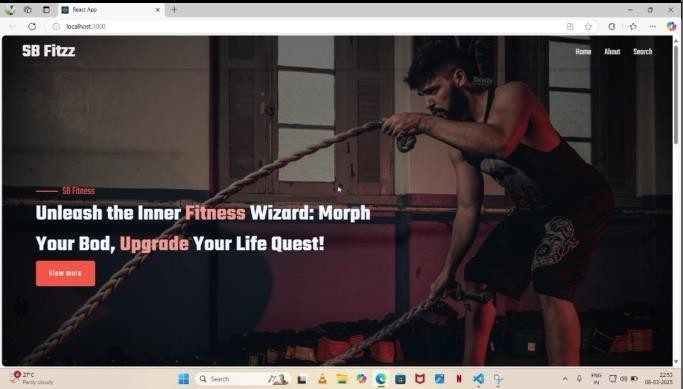 React App
localhost:3000
SB Fitzz
Home About Search
SB Fitness
Unleash the Inner Fitness Wizard: Morph
Your Bod, Upgrade Your Life Quest!
View more
27°C
Partly cloudy
Search
ENG
IN
22:53
06-03-2025